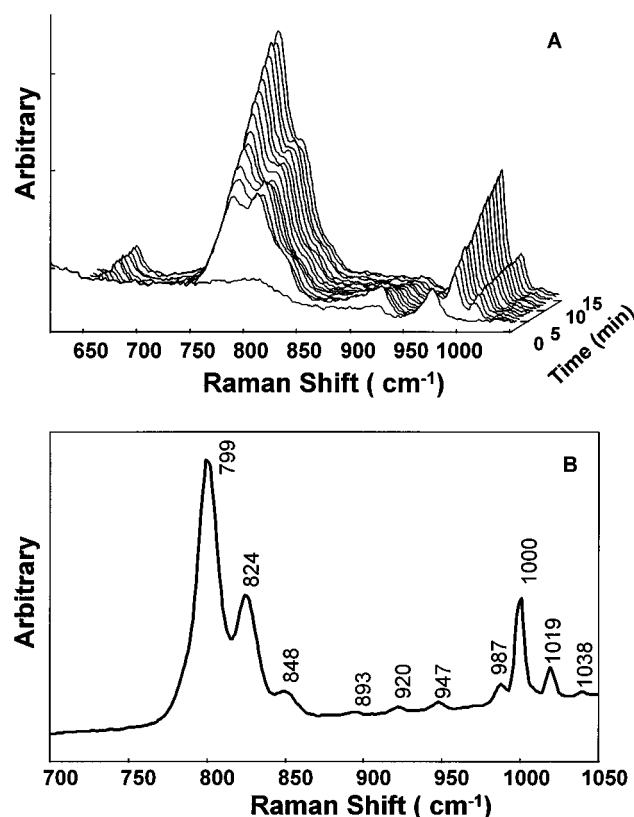 A
Arbitrary
650 700 750 800 850 900 950 1000
0 5 10 15
Time (min)
Raman Shift ( cm-1)
B
Arbitrary
799
824
848
893
920
947
987
1000
1019
1038
700 750 800 850 900 950 1000 1050
Raman Shift (cm-1)